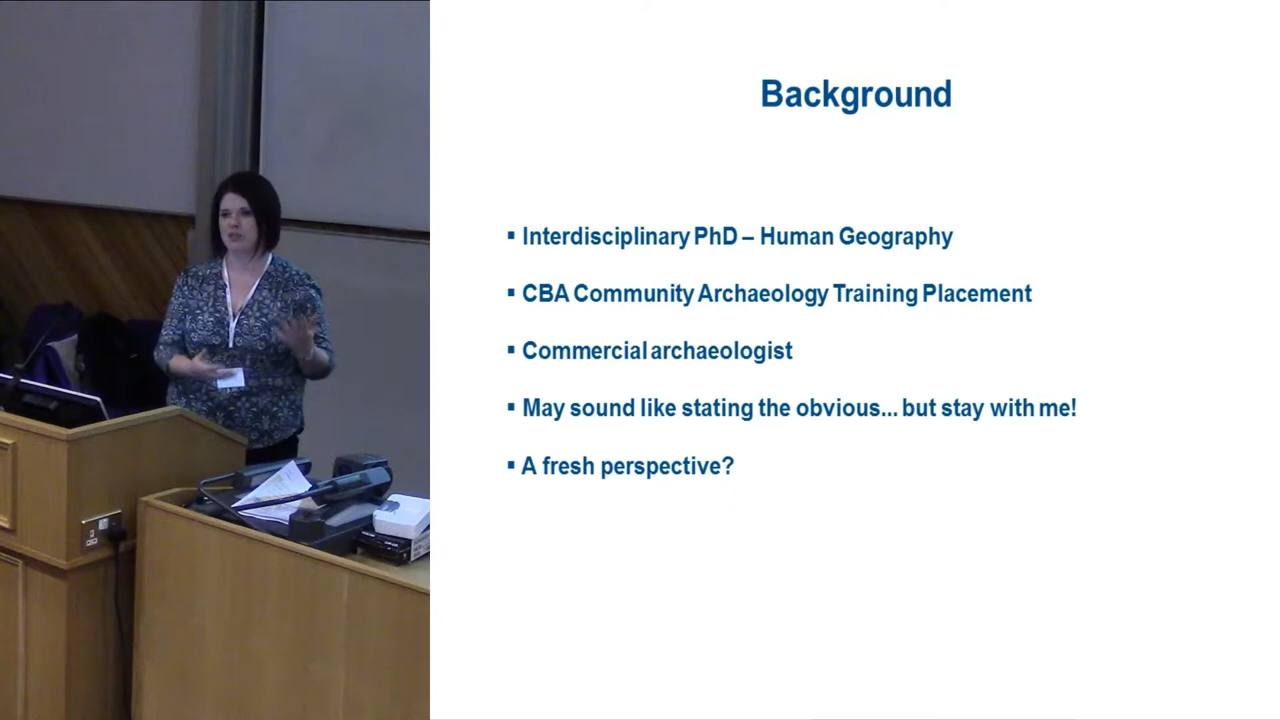 Background
▪ Interdisciplinary PhD – Human Geography
▪ CBA Community Archaeology Training Placement
▪ Commercial archaeologist
▪ May sound like stating the obvious... but stay with me!
▪ A fresh perspective?